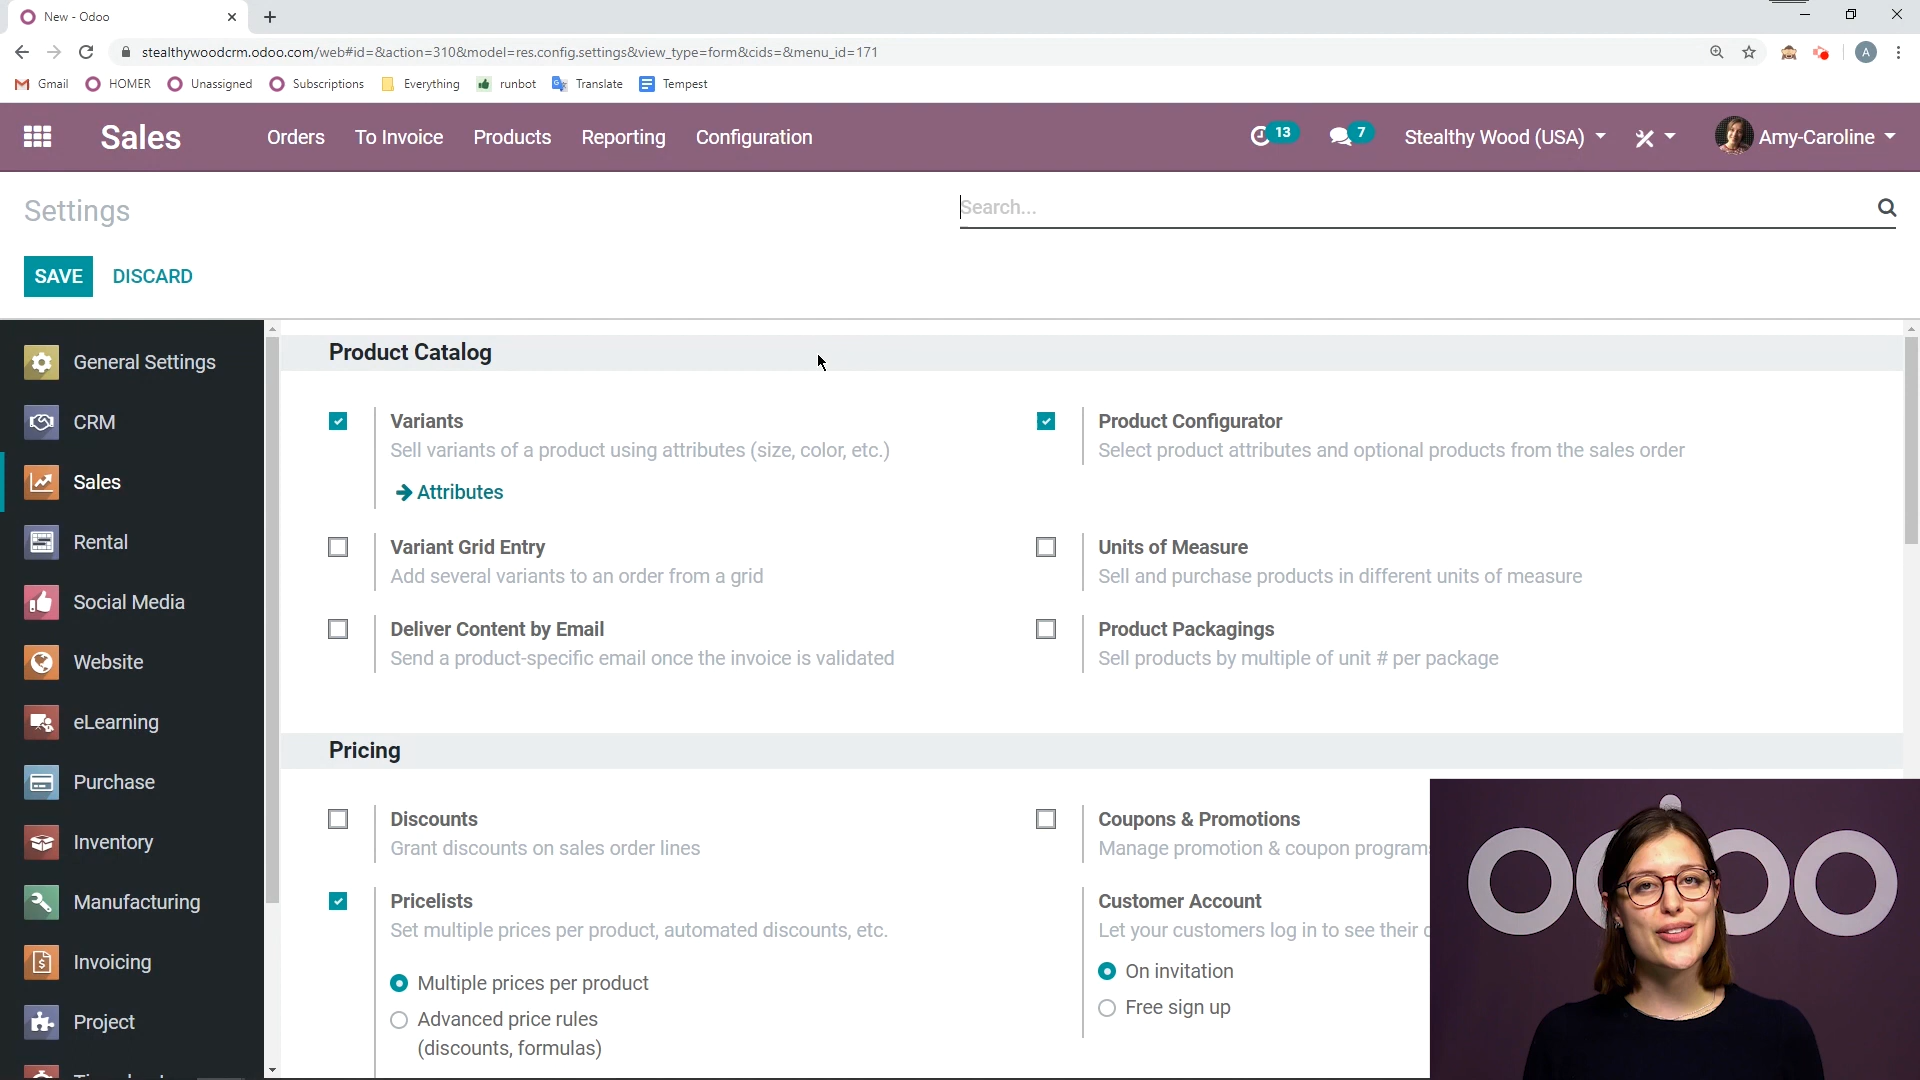 New - Odoo
stealthywoodcrm.odoo.com/web#id=&action=310&model=res.config.settings&view_type=form&cids=&menu_id=171
A
Gmail HOMER Unassigned Subscriptions Everything runbot Translate Tempest
Sales Orders To Invoice Products Reporting Configuration 13 7 Stealthy Wood (USA) Amy-Caroline
Settings
Search...
SAVE DISCARD
General Settings
CRM
Sales
Rental
Social Media
Website
eLearning
Purchase
Inventory
Manufacturing
Invoicing
Project
Product Catalog
Variants
Sell variants of a product using attributes (size, color, etc.)
Attributes
Product Configurator
Select product attributes and optional products from the sales order
Variant Grid Entry
Add several variants to an order from a grid
Units of Measure
Sell and purchase products in different units of measure
Deliver Content by Email
Send a product-specific email once the invoice is validated
Product Packagings
Sell products by multiple of unit # per package
Pricing
Discounts
Grant discounts on sales order lines
Coupons & Promotions
Manage promotion & coupon programs
Pricelists
Set multiple prices per product, automated discounts, etc.
Multiple prices per product
Advanced price rules
(discounts, formulas)
Customer Account
Let your customers log in to see their
On invitation
Free sign up
odoo